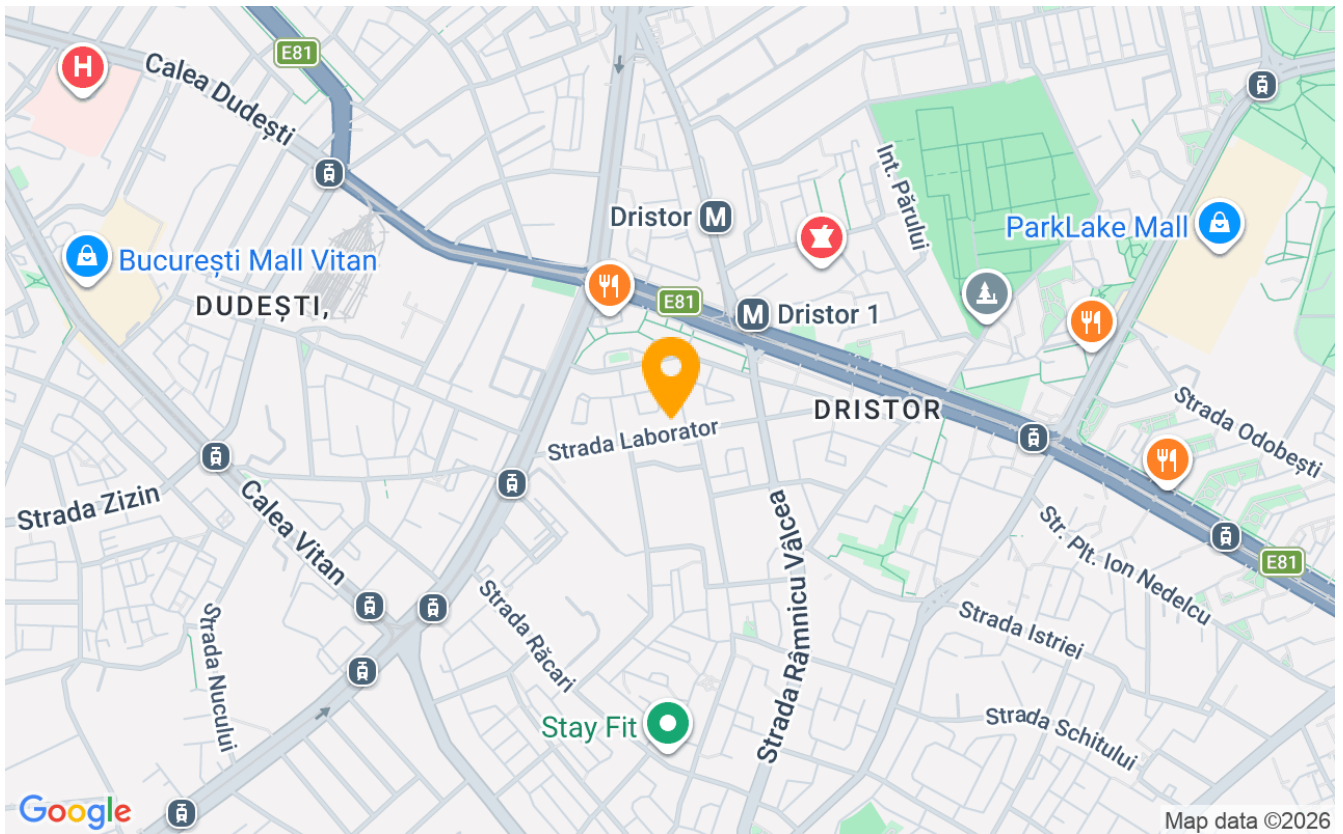 E81
H
Calea Dudești
Int. Părului
Dristor M
ParkLake Mall
București Mall Vitan
DUDEȘTI,
E81
M Dristor 1
DRISTOR
Strada Laborator
Strada Odobești
Strada Zizin
Calea Vitan
Strada Râmnicu Vâlcea
Str. Plt. Ion Nedelcu
E81
Strada Nucului
Strada Răcari
Strada Istriei
Stay Fit
Strada Schitului
Google
Map data ©2026